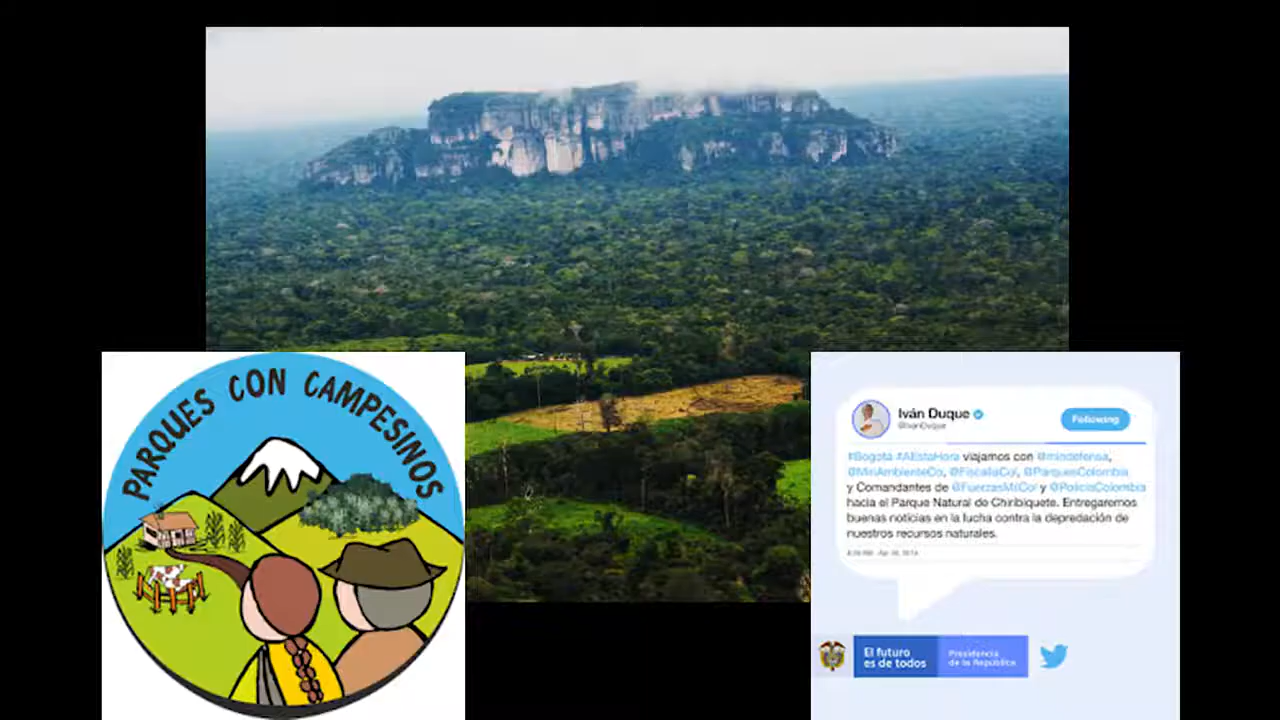 PARQUES CON CAMPESINOS
Iván Duque
@IvanDuque
Following
#Bogotá #AEstaHora viajamos con @mindefensa,
@MinAmbienteCo, @FiscaliaCol, @ParquesColombia
y Comandantes de @FuerzasMilCol y @PoliciaColombia
hacia el Parque Natural de Chiribiquete. Entregaremos
buenas noticias en la lucha contra la depredación de
nuestros recursos naturales.
El futuro
es de todos
Presidencia
de la República